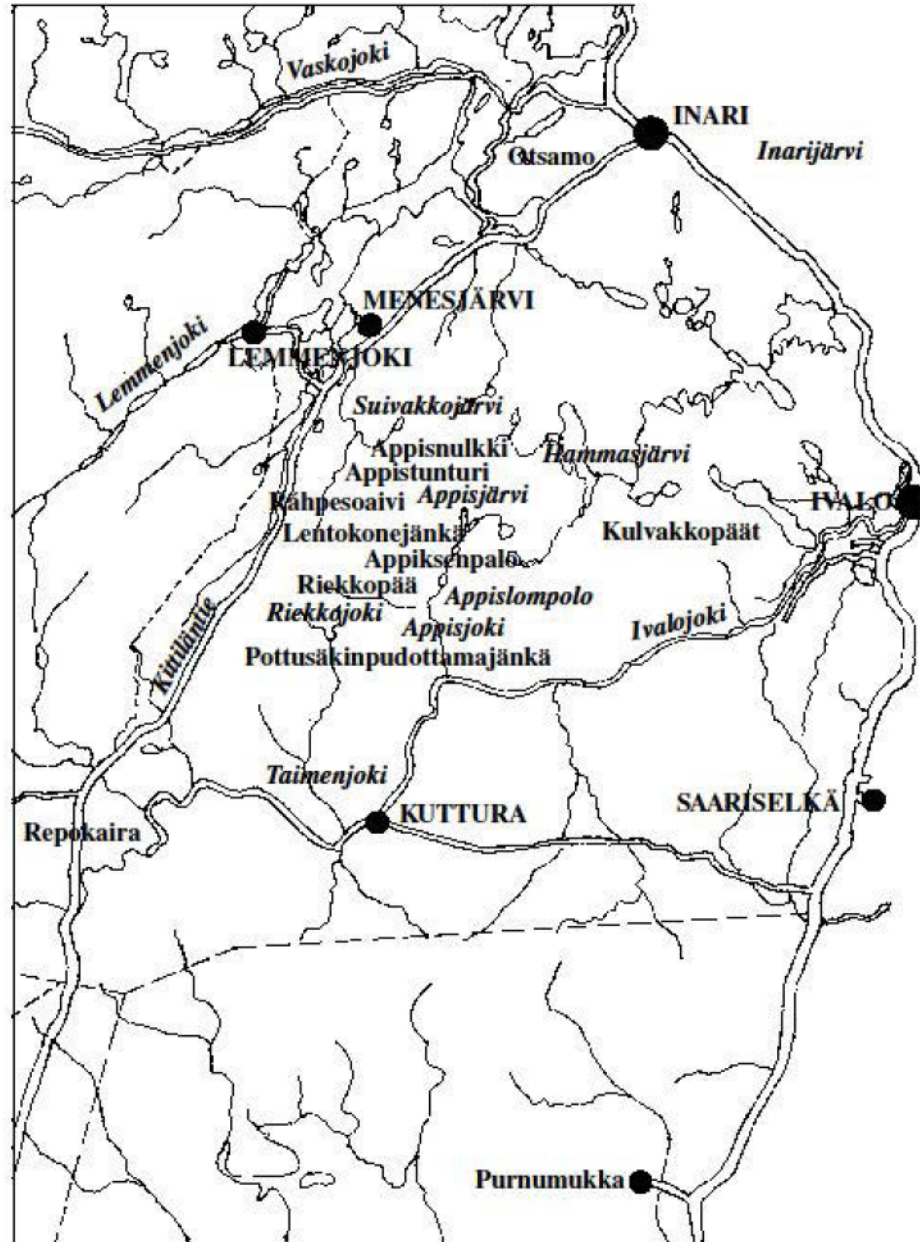 Vaskojoki
INARI
Otsamo
Inarijärvi
MENESJÄRVI
LEMMENJOKI
Lemmenjoki
Suivakkojärvi
Appisnulkki
Hammasjärvi
Appistunturi
Kåhpesoaivi
Appisjärvi
IVALO
Lentokonejänkä
Kulvakkopäät
Appiksenpalo
Riekkopää
Appislompolo
Riekkojoki
Appisjoki
Ivalojoki
Kittiläntie
Pottusäkinpudottamajänkä
Taimenjoki
KUTTURA
SAARISELKÄ
Repokaira
Purnumukka